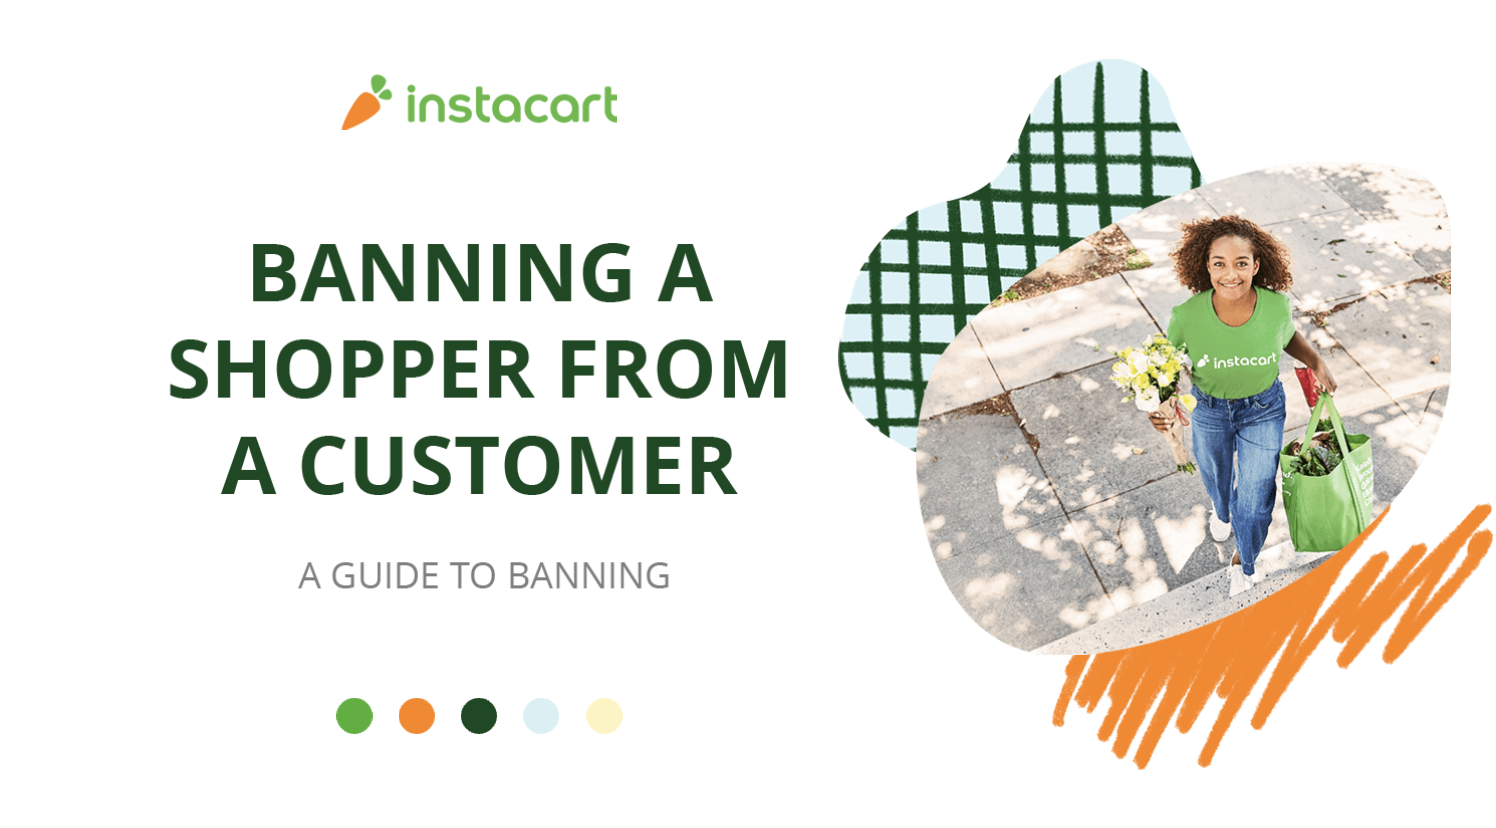 instacart
BANNING A
SHOPPER FROM
A CUSTOMER
A GUIDE TO BANNING
instacart